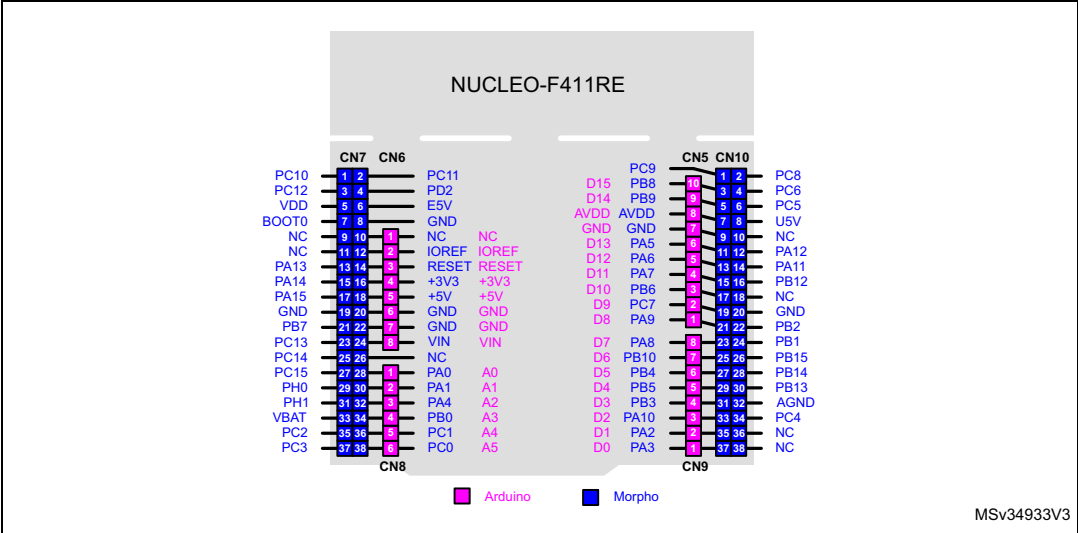 NUCLEO-F411RE
CN7 CN6 CN5 CN10
PC9
PC10 1 2 PC11 1 2 PC8
PC12 3 4 PD2 D15 PB8 10 3 4 PC6
VDD 5 6 E5V D14 PB9 9 5 6 PC5
BOOT0 7 8 GND AVDD AVDD 8 7 8 U5V
NC 9 10 1 NC NC GND GND 7 9 10 NC
NC 11 12 2 IOREF IOREF D13 PA5 6 11 12 PA12
PA13 13 14 3 RESET RESET D12 PA6 5 13 14 PA11
PA14 15 16 4 +3V3 +3V3 D11 PA7 4 15 16 PB12
PA15 17 18 5 +5V +5V D10 PB6 3 17 18 NC
GND 19 20 6 GND GND D9 PC7 2 19 20 GND
PB7 21 22 7 GND GND D8 PA9 1 21 22 PB2
PC13 23 24 8 VIN VIN D7 PA8 8 23 24 PB1
PC14 25 26 NC D6 PB10 7 25 26 PB15
PC15 27 28 1 PA0 A0 D5 PB4 6 27 28 PB14
PH0 29 30 2 PA1 A1 D4 PB5 5 29 30 PB13
PH1 31 32 3 PA4 A2 D3 PB3 4 31 32 AGND
VBAT 33 34 4 PB0 A3 D2 PA10 3 33 34 PC4
PC2 35 36 5 PC1 A4 D1 PA2 2 35 36 NC
PC3 37 38 6 PC0 A5 D0 PA3 1 37 38 NC
CN8 CN9
Arduino Morpho
MSv34933V3